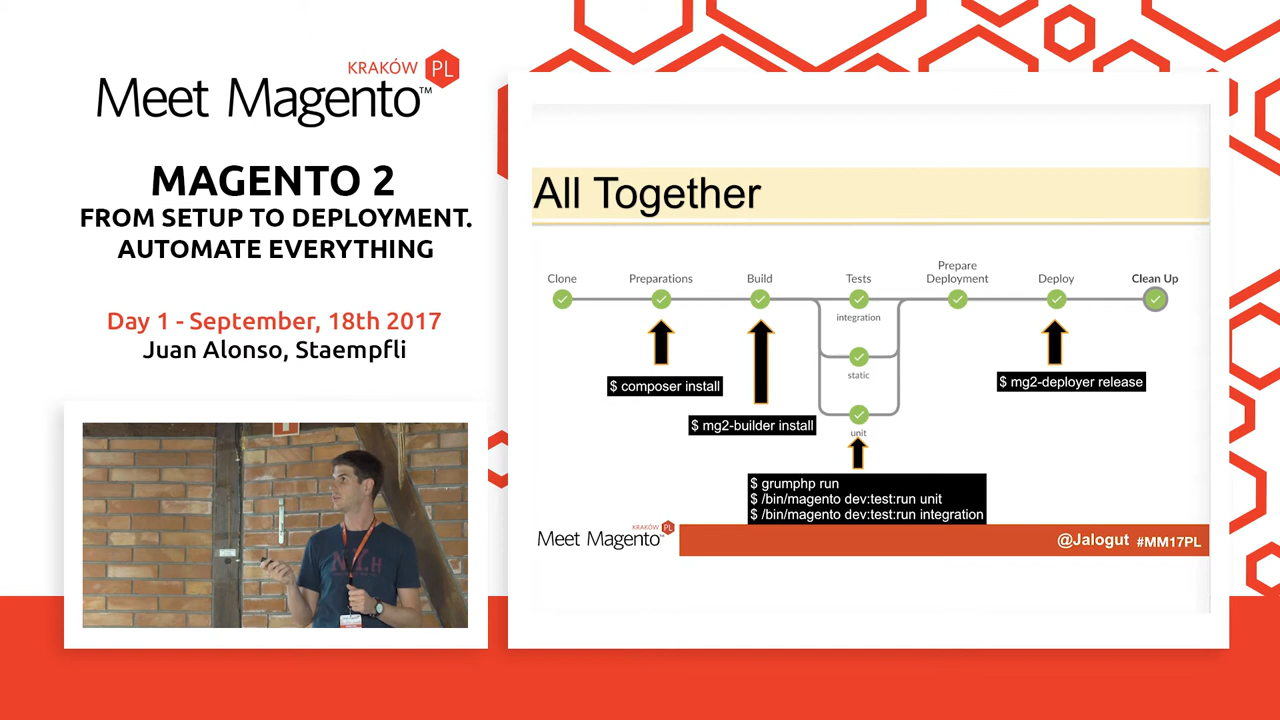 KRAKÓW PL
Meet Magento™
MAGENTO 2
FROM SETUP TO DEPLOYMENT.
AUTOMATE EVERYTHING
Day 1 - September, 18th 2017
Juan Alonso, Staempfli
All Together
Clone
Preparations
Build
Tests
Prepare
Deployment
Deploy
Clean Up
integration
static
unit
$ composer install
$ mg2-builder install
$ grumphp run
$ /bin/magento dev:test:run unit
$ /bin/magento dev:test:run integration
$ mg2-deployer release
KRAKÓW PL
Meet Magento™
@Jalogut #MM17PL